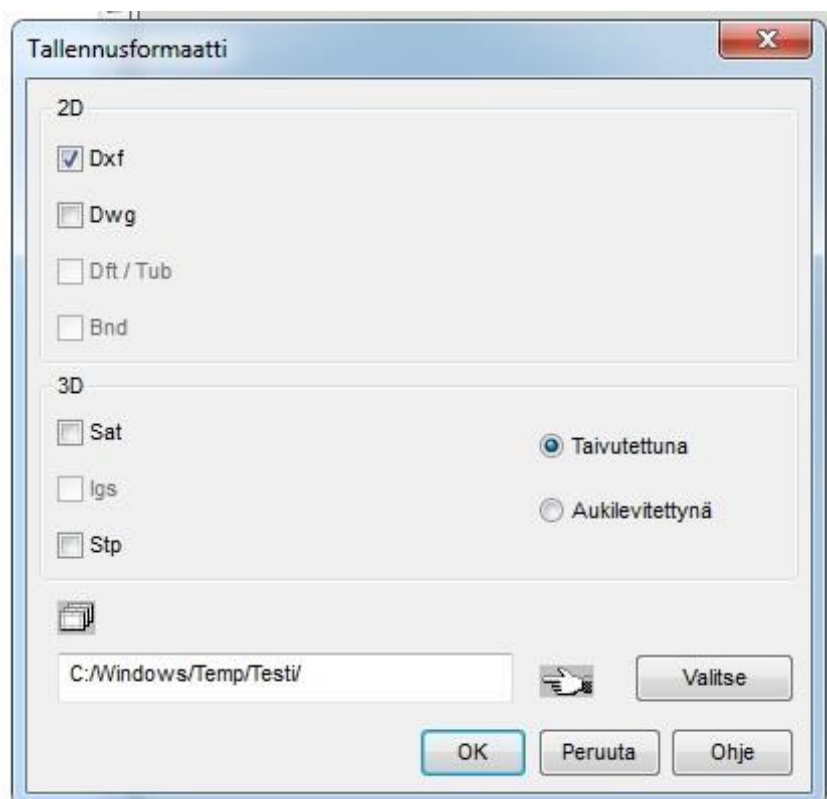 Tallennusformaatti
2D
Dxf
Dwg
Dft / Tub
Bnd
3D
Sat
Taivutettuna
Igs
Aukilevitettynä
Stp
C:/Windows/Temp/Testi/
Valitse
OK
Peruuta
Ohje